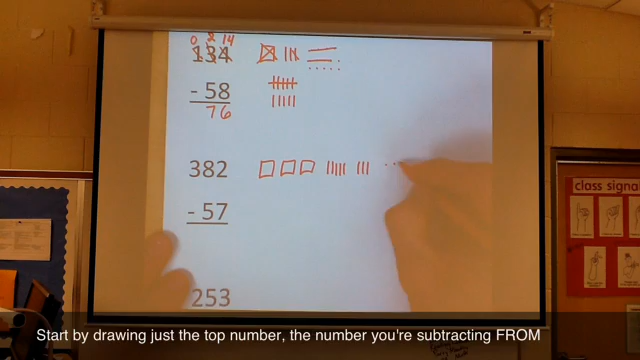 0 2 14
134
- 58
76
382
- 57
253
class signa
Start by drawing just the top number, the number you're subtracting FROM